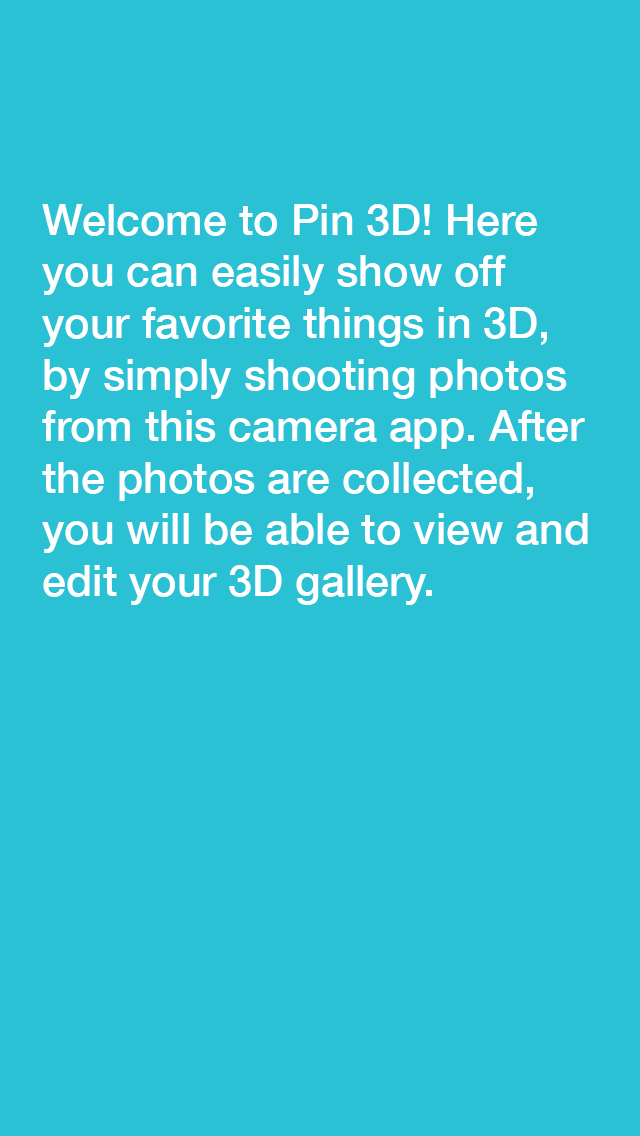 Welcome to Pin 3D! Here
you can easily show off
your favorite things in 3D,
by simply shooting photos
from this camera app. After
the photos are collected,
you will be able to view and
edit your 3D gallery.